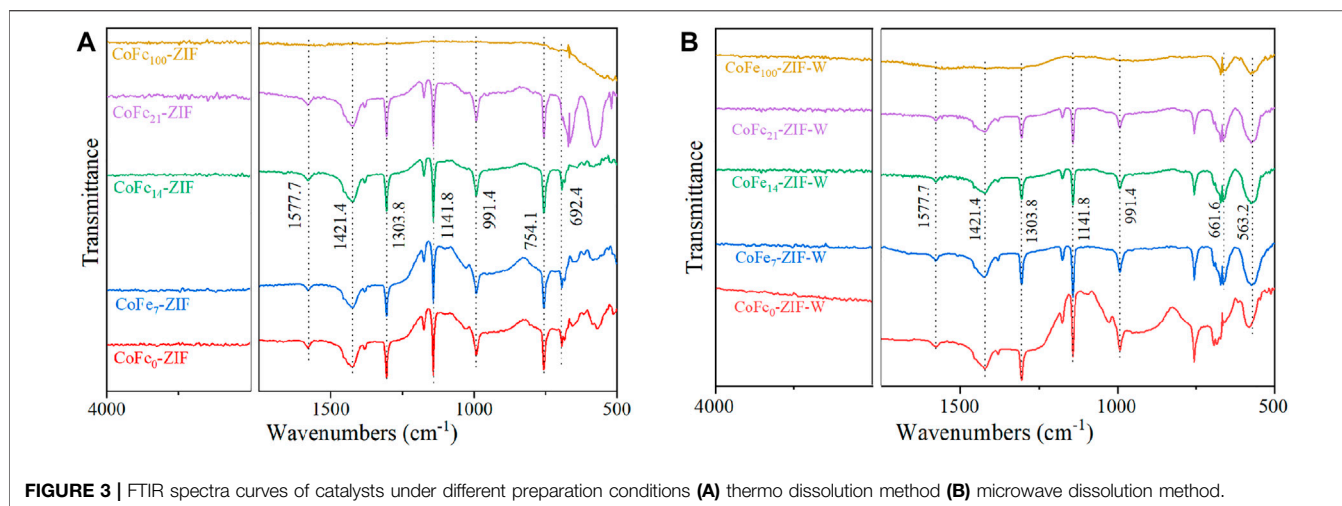 A
CoFe100-ZIF
CoFe21-ZIF
CoFe14-ZIF
CoFe7-ZIF
CoFe0-ZIF
1577.7
1421.4
1303.8
1141.8
991.4
754.1
692.4
Transmittance
4000
1500
1000
500
Wavenumbers (cm-1)
B
CoFe100-ZIF-W
CoFe21-ZIF-W
CoFe14-ZIF-W
CoFe7-ZIF-W
CoFe0-ZIF-W
1577.7
1421.4
1303.8
1141.8
991.4
661.6
563.2
Transmittance
4000
1500
1000
500
Wavenumbers (cm-1)
FIGURE 3 | FTIR spectra curves of catalysts under different preparation conditions (A) thermo dissolution method (B) microwave dissolution method.